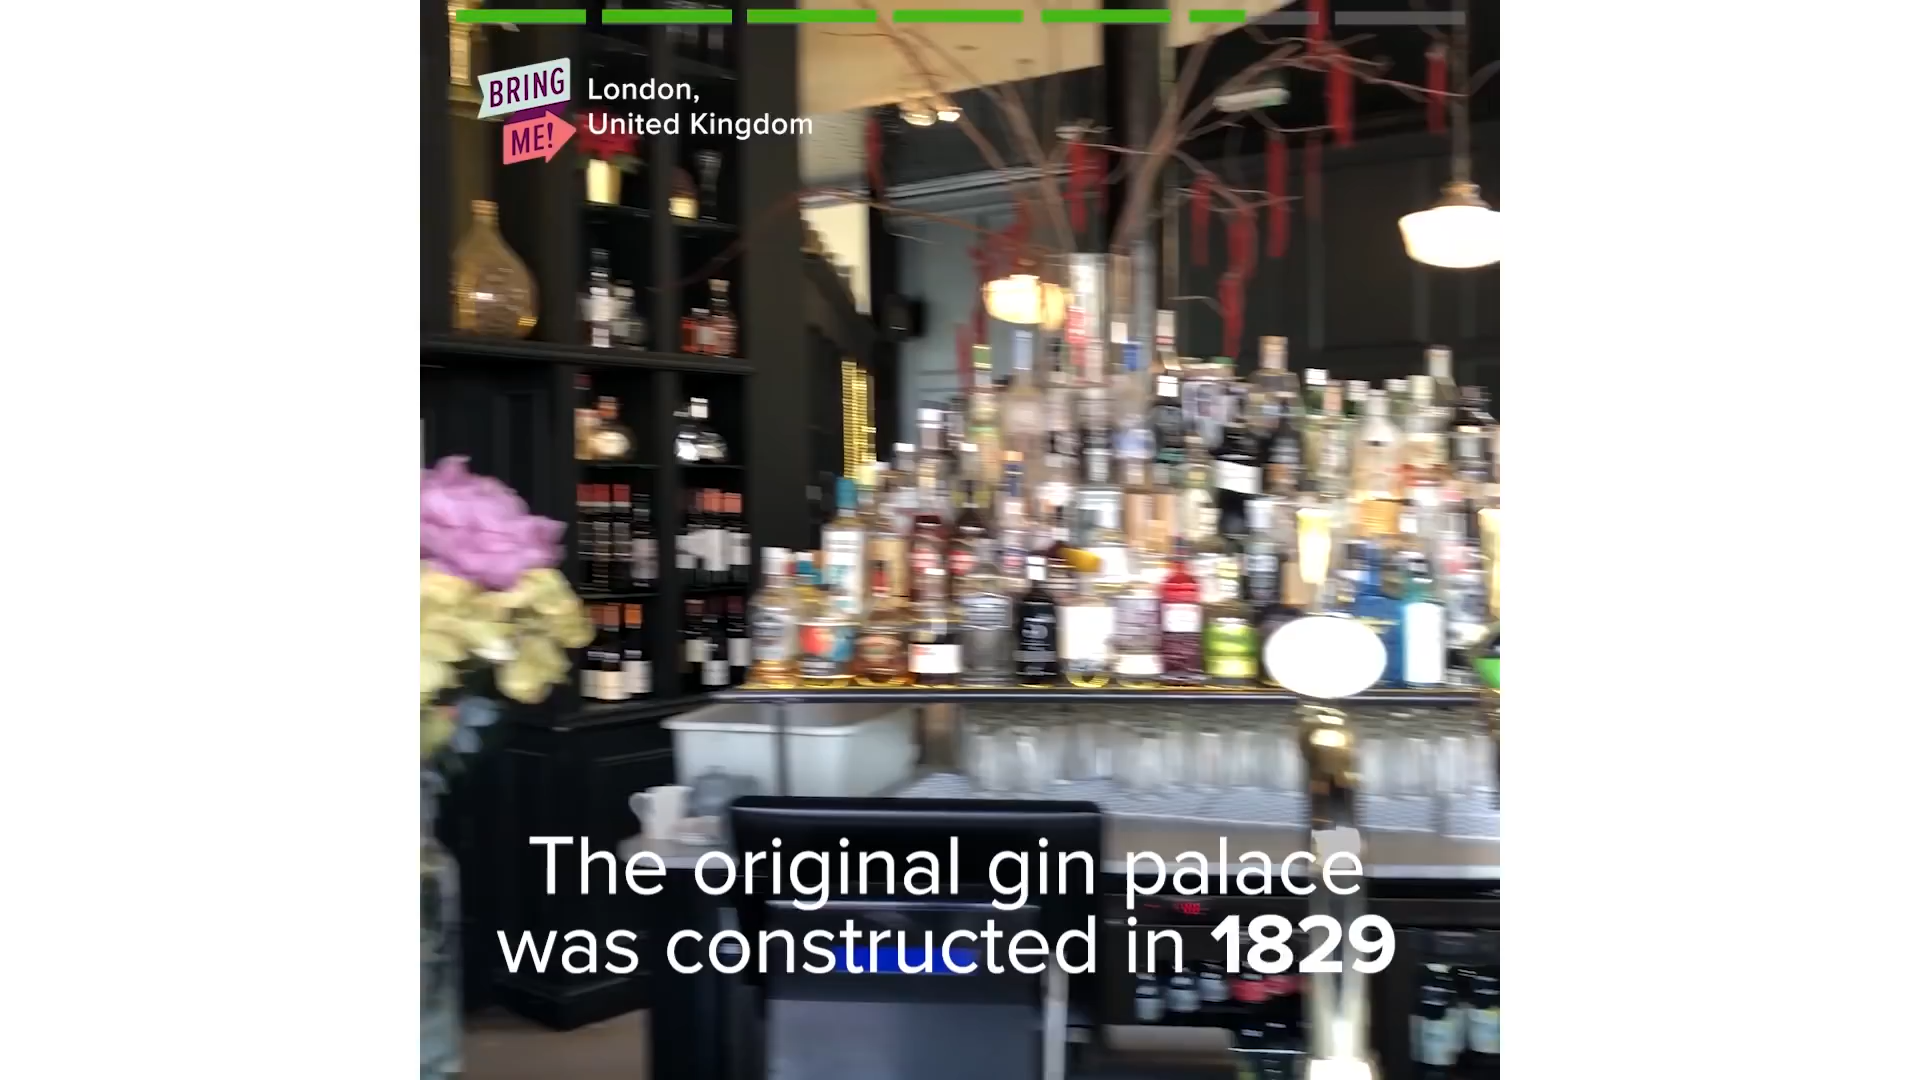 BRING
ME!
London,
United Kingdom
The original gin palace
was constructed in 1829